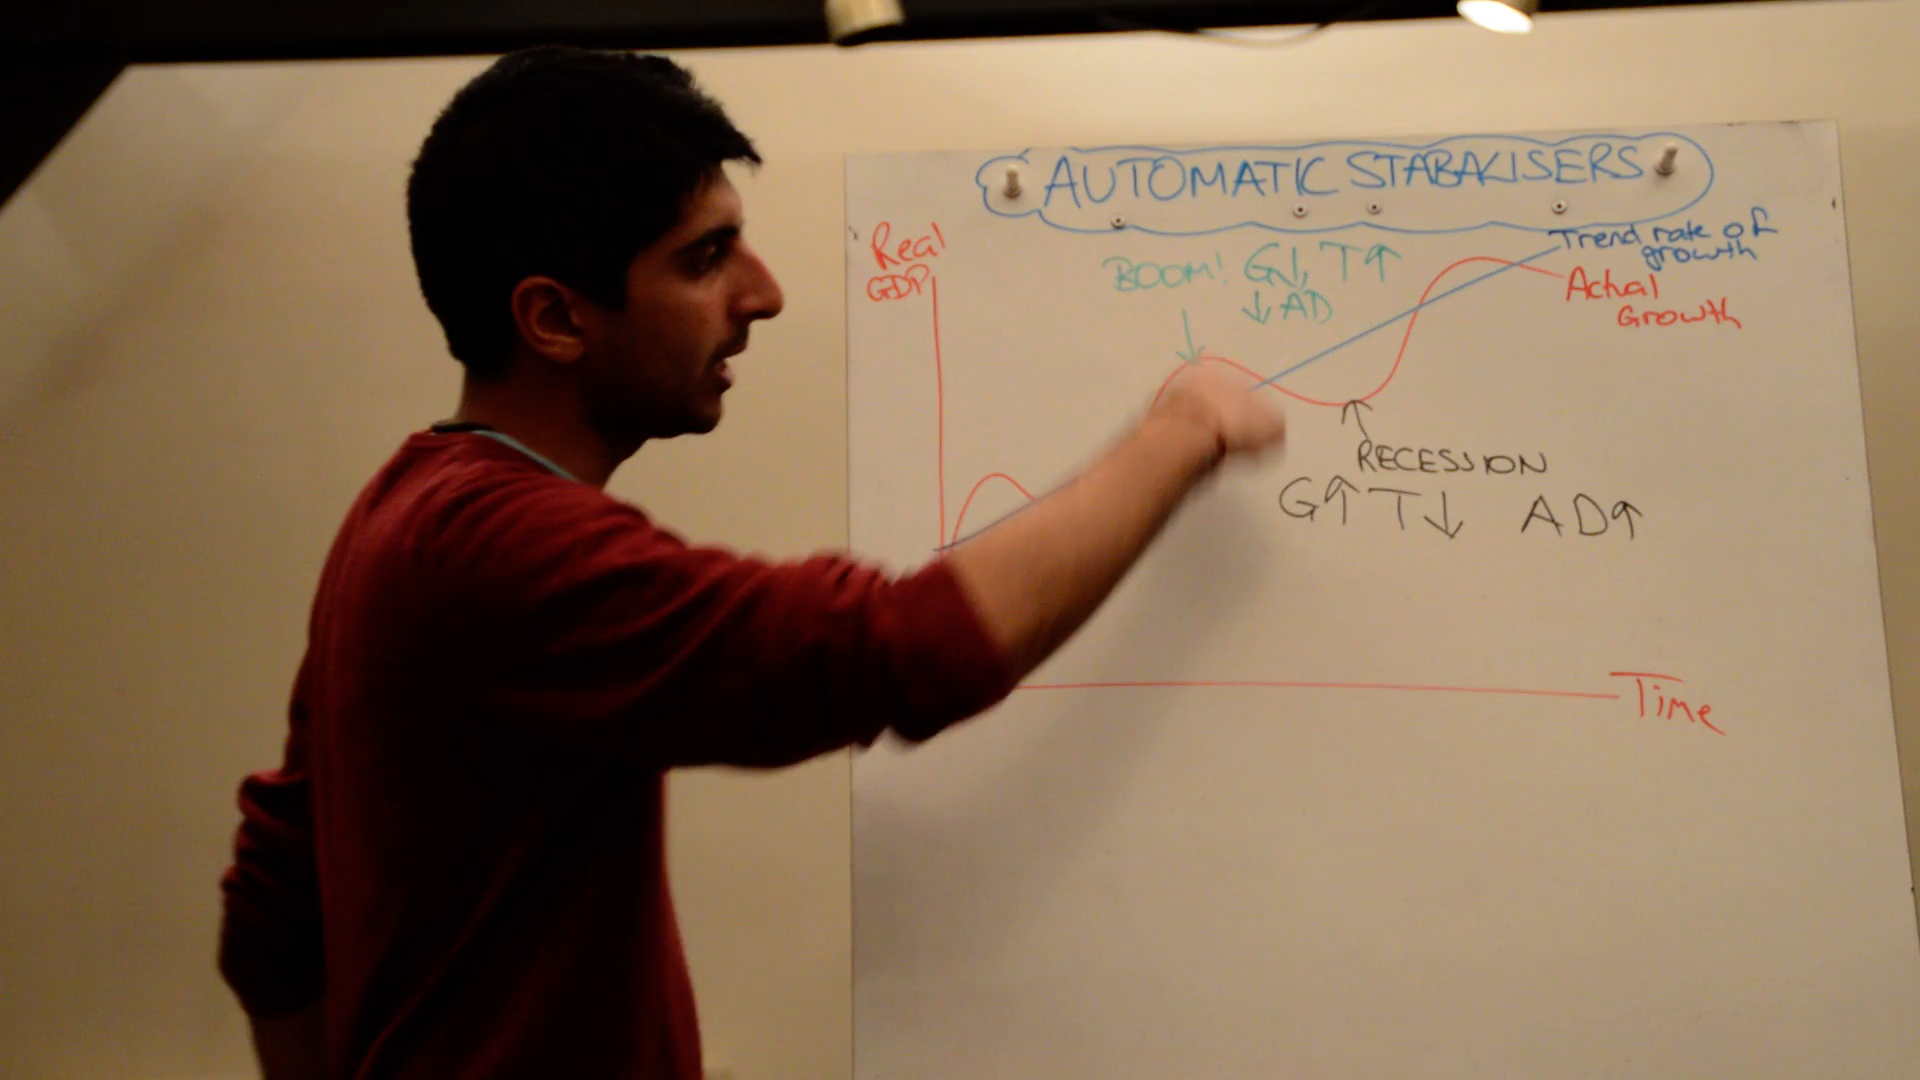 AUTOMATIC STABALISERS
Real
GDP
BOOM! G↓, T↑
↓AD
Trend rate of
growth
Actual
Growth
RECESSION
G↑ T↓ AD↑
Time